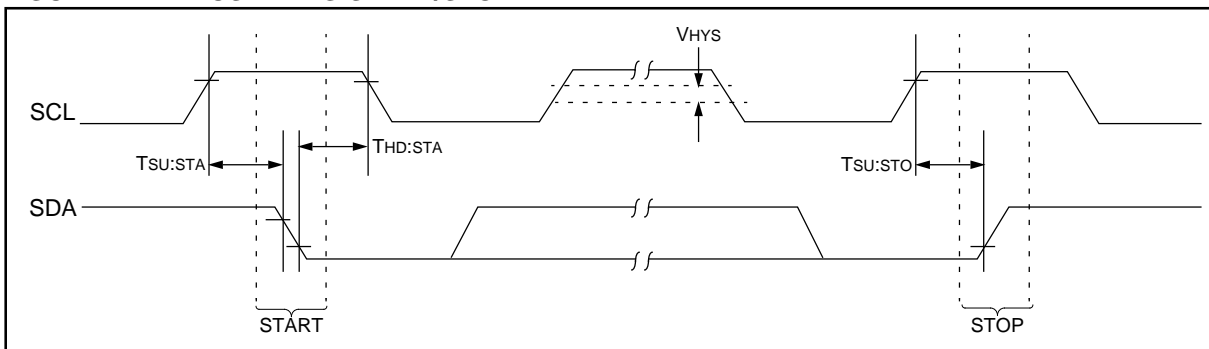 VHYS
SCL
THD:STA
TSU:STA
TSU:STO
SDA
START
STOP